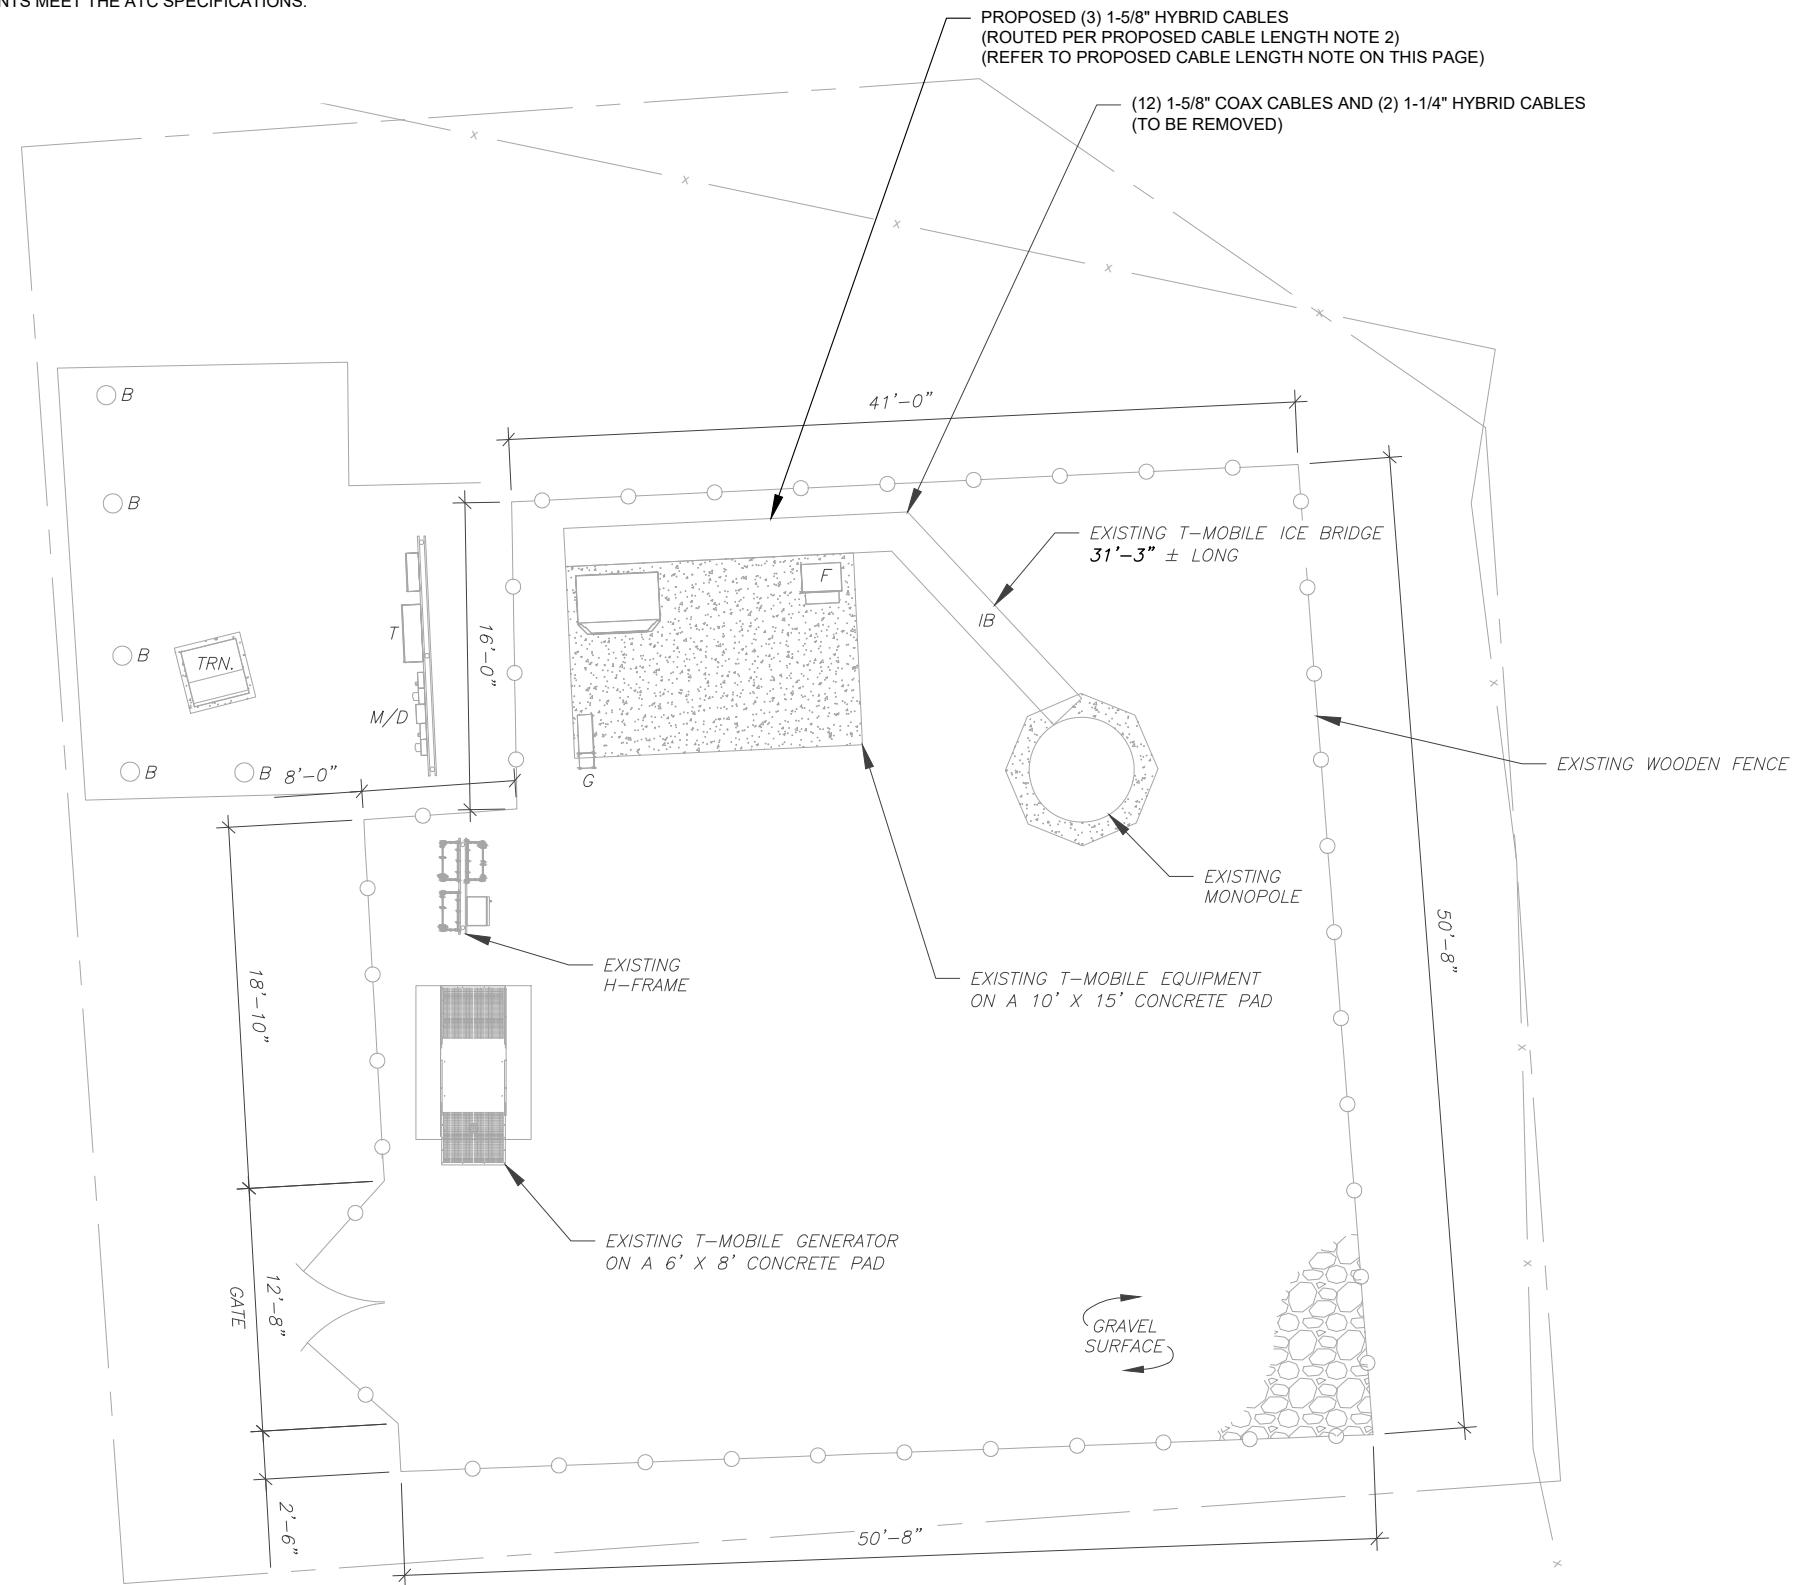 NTS MEET THE ATC SPECIFICATIONS.
PROPOSED (3) 1-5/8" HYBRID CABLES
(ROUTED PER PROPOSED CABLE LENGTH NOTE 2)
(REFER TO PROPOSED CABLE LENGTH NOTE ON THIS PAGE)
(12) 1-5/8" COAX CABLES AND (2) 1-1/4" HYBRID CABLES
(TO BE REMOVED)
41'-0"
B
B
B
B
B
TRN.
T
M/D
8'-0"
16'-0"
F
G
IB
EXISTING T-MOBILE ICE BRIDGE
31'-3" ± LONG
EXISTING WOODEN FENCE
EXISTING
MONOPOLE
50'-8"
EXISTING
H-FRAME
EXISTING T-MOBILE EQUIPMENT
ON A 10' X 15' CONCRETE PAD
18'-10"
EXISTING T-MOBILE GENERATOR
ON A 6' X 8' CONCRETE PAD
12'-8"
GATE
GRAVEL
SURFACE
2'-6"
50'-8"